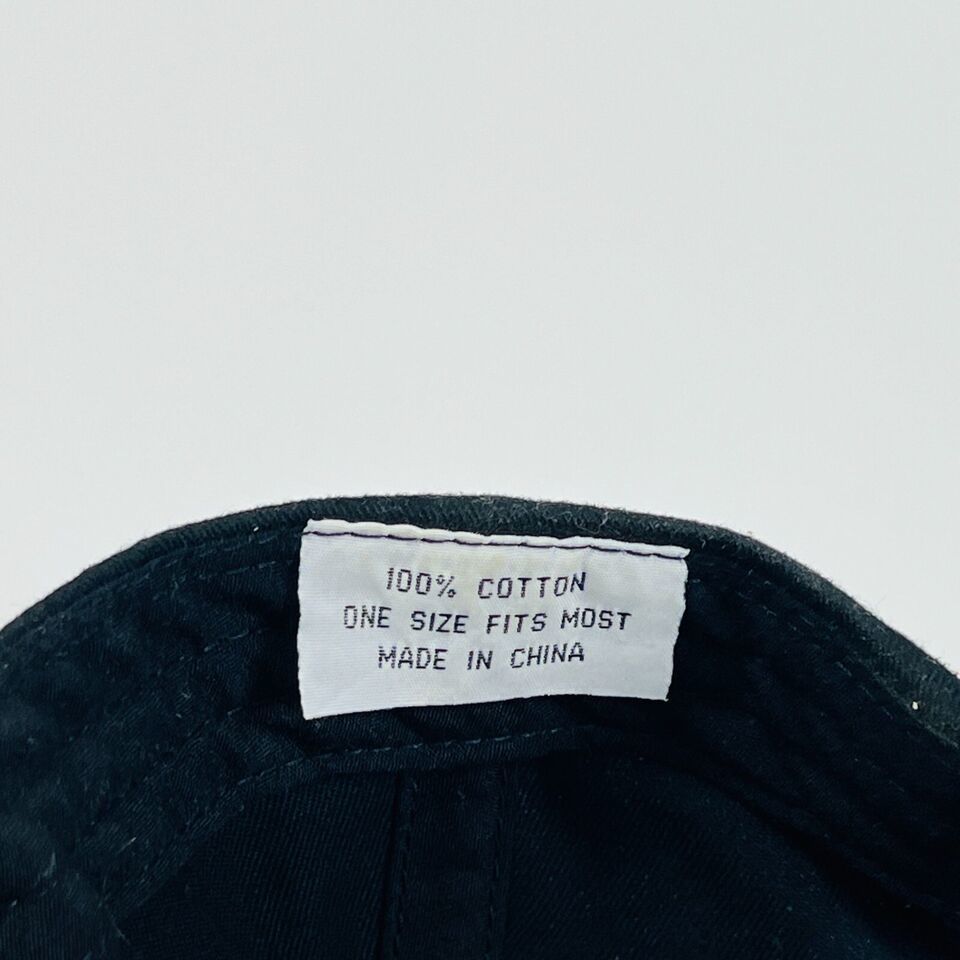 100% COTTON
ONE SIZE FITS MOST
MADE IN CHINA